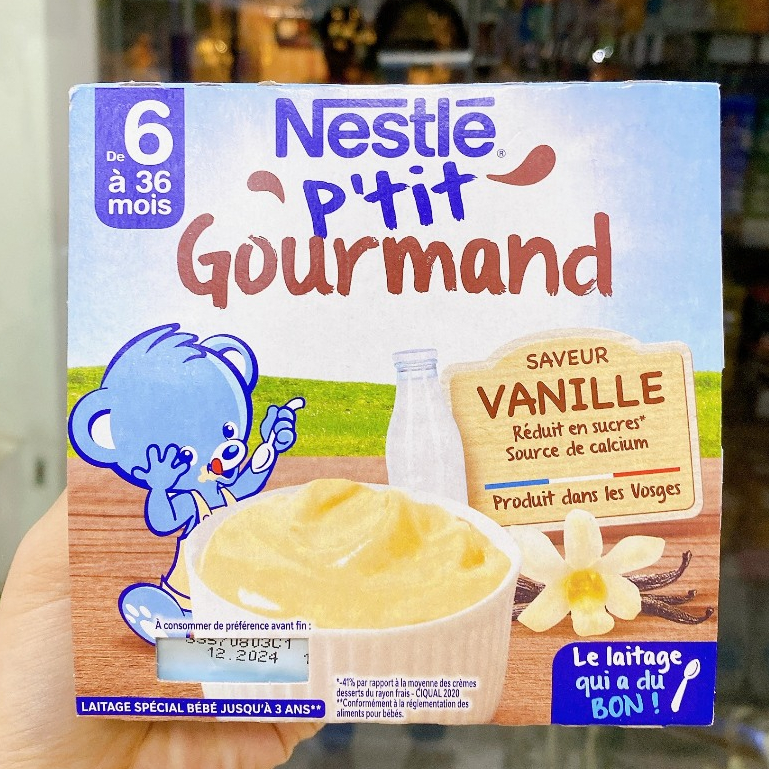 De 6
à 36
mois
Nestlé
p'tit
Gourmand
SAVEUR
VANILLE
Réduit en sucres*
Source de calcium
Produit dans les Vosges
À consommer de préférence avant fin :
12.2024
*-41% par rapport à la moyenne des crèmes
desserts du rayon frais - CIQUAL 2020
**Conformément à la réglementation des
aliments pour bébés.
LAITAGE SPÉCIAL BÉBÉ JUSQU'À 3 ANS**
Le laitage
qui a du
BON !